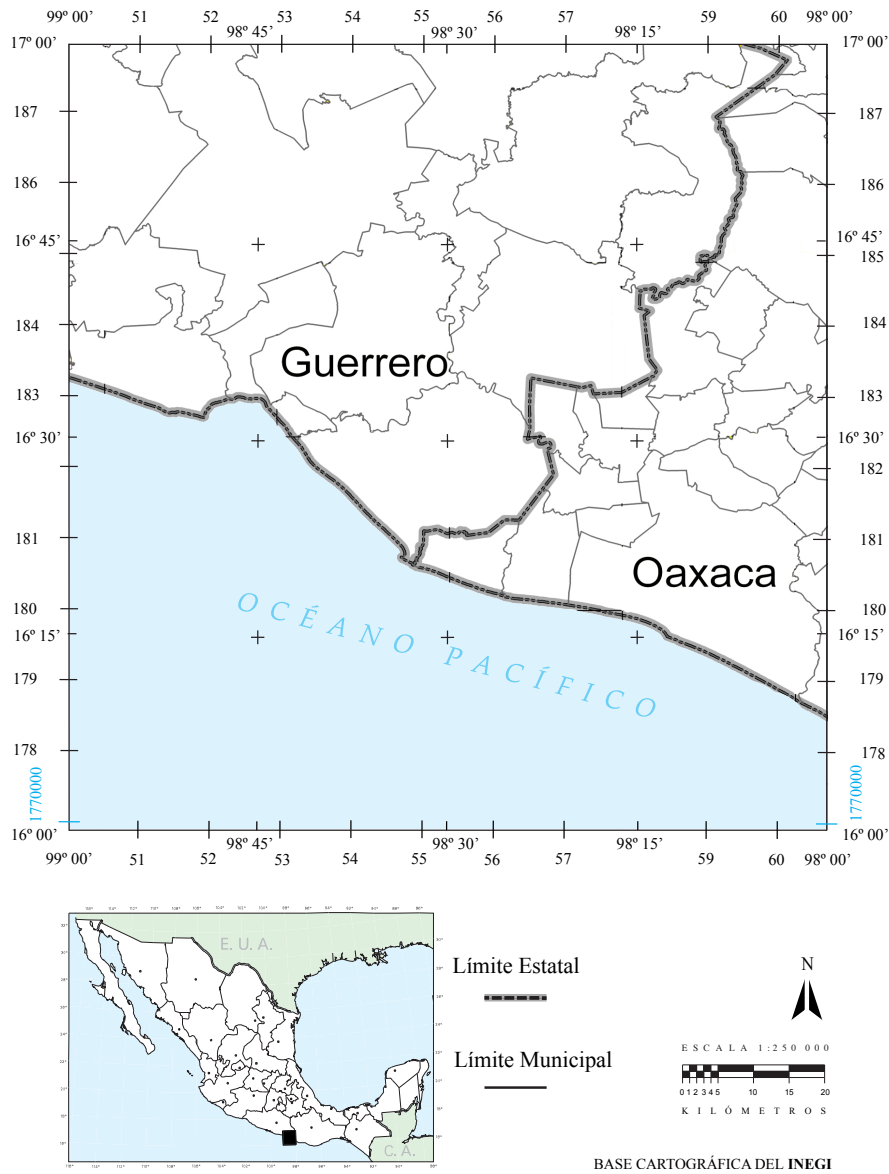 51 52 53 54 55 56 57 59 60
99º 00’ 98º 45’ 98º 30’ 98º 15’ 98º 00’
17º 00’ 17º 00’
187 187
186 186
16º 45’ 16º 45’
185
184 184
Guerrero
183 183
16º 30’ 16º 30’
182
181 181
Oaxaca
180 180
OCÉANO PACÍFICO
16º 15’ 16º 15’
179 179
178 178
1770000 1770000
16º 00’ 16º 00’
99º 00’ 98º 45’ 98º 30’ 98º 15’ 98º 00’
51 52 53 54 55 56 57 59 60
E. U. A.
C. A.
Límite Estatal
Límite Municipal
N
ESCALA 1:250 000
0 1 2 3 4 5 10 15 20
KILÓMETROS
BASE CARTOGRÁFICA DEL INEGI